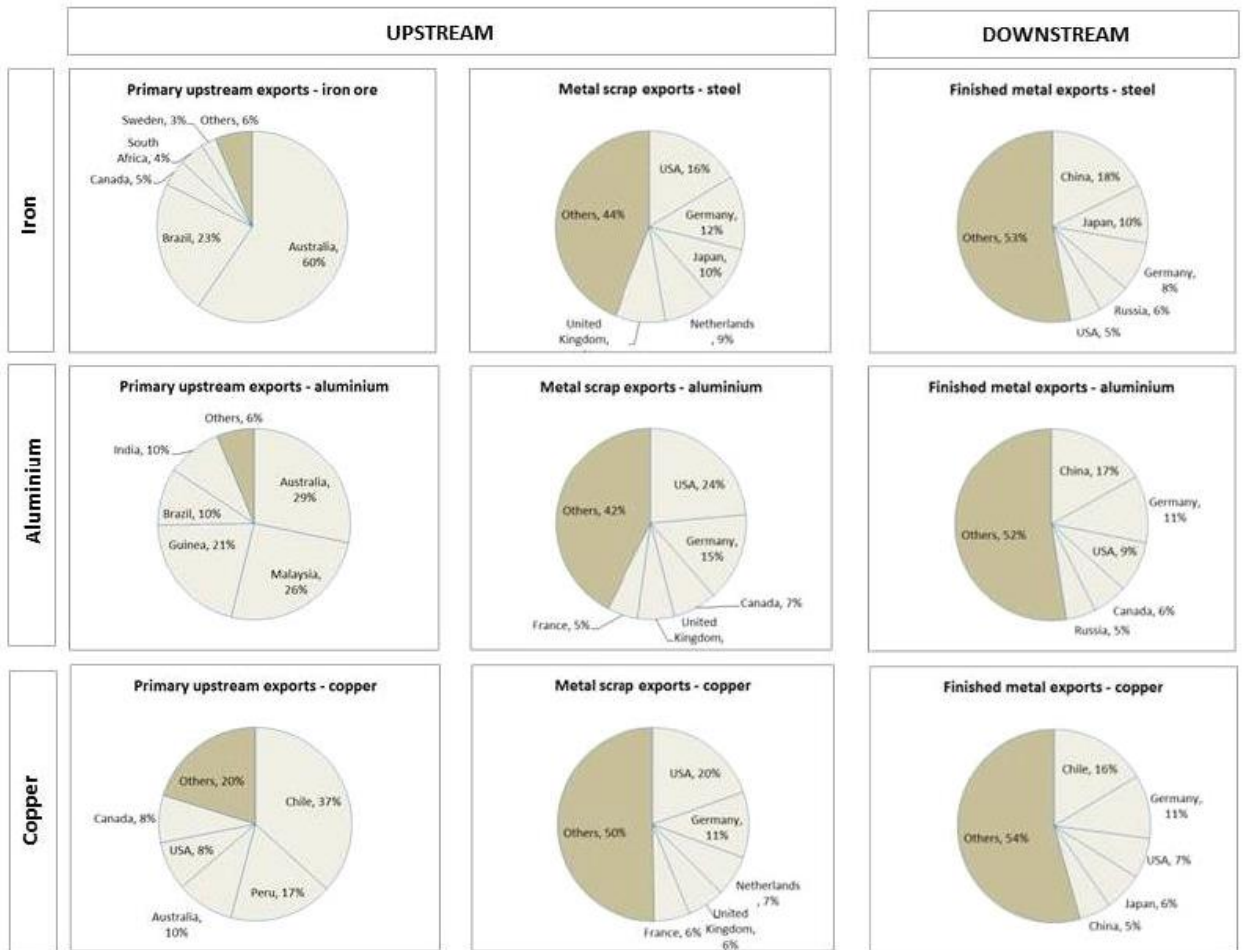 UPSTREAM
DOWNSTREAM
Iron
Primary upstream exports - iron ore
Sweden, 3%
Others, 6%
South
Africa, 4%
Canada, 5%
Brazil, 23%
Australia,
60%
Metal scrap exports - steel
USA, 16%
Others, 44%
Germany,
12%
Japan,
10%
United
Kingdom,
Netherlands
, 9%
Finished metal exports - steel
China, 18%
Japan, 10%
Others, 53%
Germany,
8%
Russia, 6%
USA, 5%
Aluminium
Primary upstream exports - aluminium
Others, 6%
India, 10%
Australia,
29%
Brazil, 10%
Guinea, 21%
Malaysia,
26%
Metal scrap exports - aluminium
USA, 24%
Others, 42%
Germany,
15%
Canada, 7%
France, 5%
United
Kingdom,
Finished metal exports - aluminium
China, 17%
Germany,
11%
Others, 52%
USA, 9%
Canada, 6%
Russia, 5%
Copper
Primary upstream exports - copper
Others, 20%
Chile, 37%
Canada, 8%
USA, 8%
Peru, 17%
Australia,
10%
Metal scrap exports - copper
USA, 20%
Others, 50%
Germany,
11%
Netherlands
, 7%
United
Kingdom,
6%
France, 6%
Finished metal exports - copper
Chile, 16%
Germany,
11%
Others, 54%
USA, 7%
Japan, 6%
China, 5%